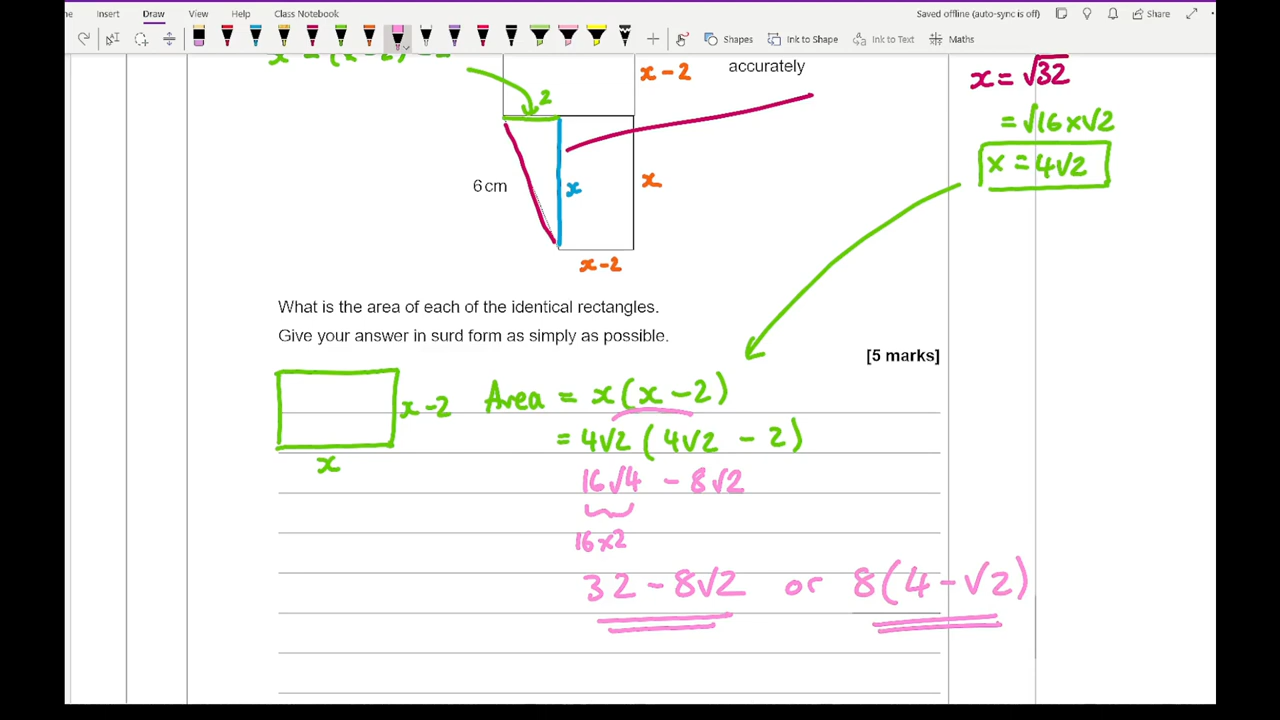 Insert Draw View Help Class Notebook Saved offline (auto-sync is off) Share
Shapes Ink to Shape Ink to Text Maths
x-2
accurately
x = √32
2
= √16 x √2
x = 4√2
6 cm
x
x
x-2
What is the area of each of the identical rectangles.
Give your answer in surd form as simply as possible.
[5 marks]
x-2
x
Area = x(x-2)
= 4√2 (4√2 - 2)
16√4 - 8√2
16x2
32 - 8√2 or 8(4-√2)